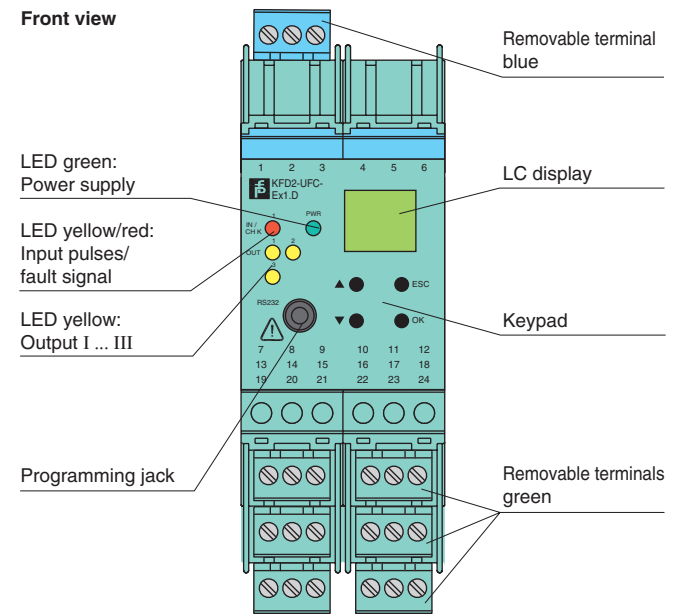 Front view
Removable terminal
blue
LED green:
Power supply
LC display
LED yellow/red:
Input pulses/
fault signal
LED yellow:
Output I ... III
Keypad
Programming jack
Removable terminals
green
1 2 3 4 5 6
KFD2-UFC-
Ex1.D
1
PWR
IN /
CHK
1 2
OUT
3
▲ ESC
RS232
▼ OK
7 8 9 10 11 12
13 14 15 16 17 18
19 20 21 22 23 24